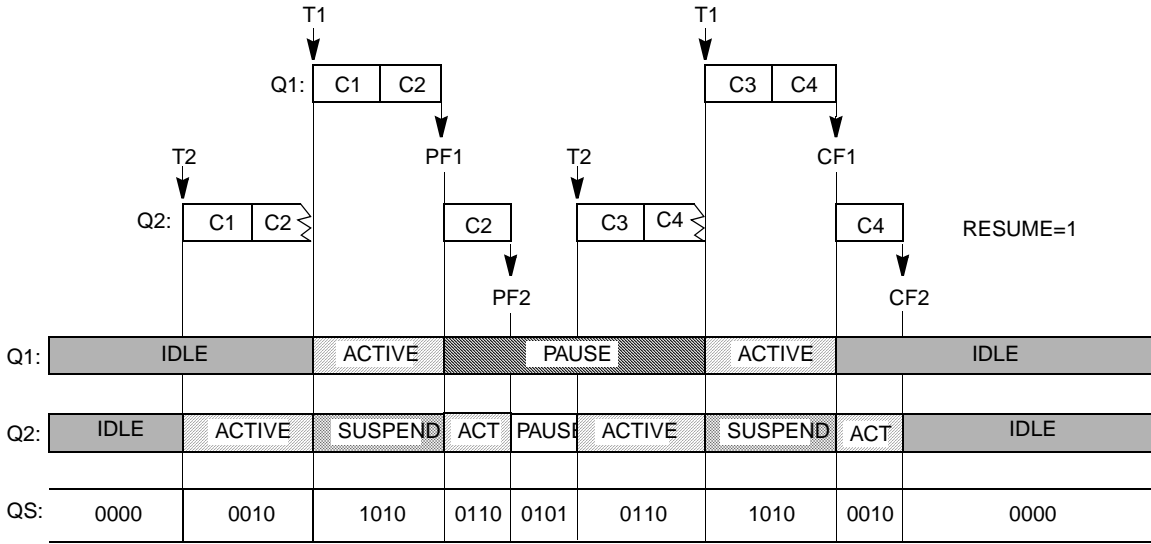 T1 T1
Q1: C1 C2 C3 C4
T2 PF1 T2 CF1
Q2: C1 C2 C2 C3 C4 C4 RESUME=1
PF2 CF2
Q1: IDLE ACTIVE PAUSE ACTIVE IDLE
Q2: IDLE ACTIVE SUSPEND ACT PAUSE ACTIVE SUSPEND ACT IDLE
QS: 0000 0010 1010 0110 0101 0110 1010 0010 0000